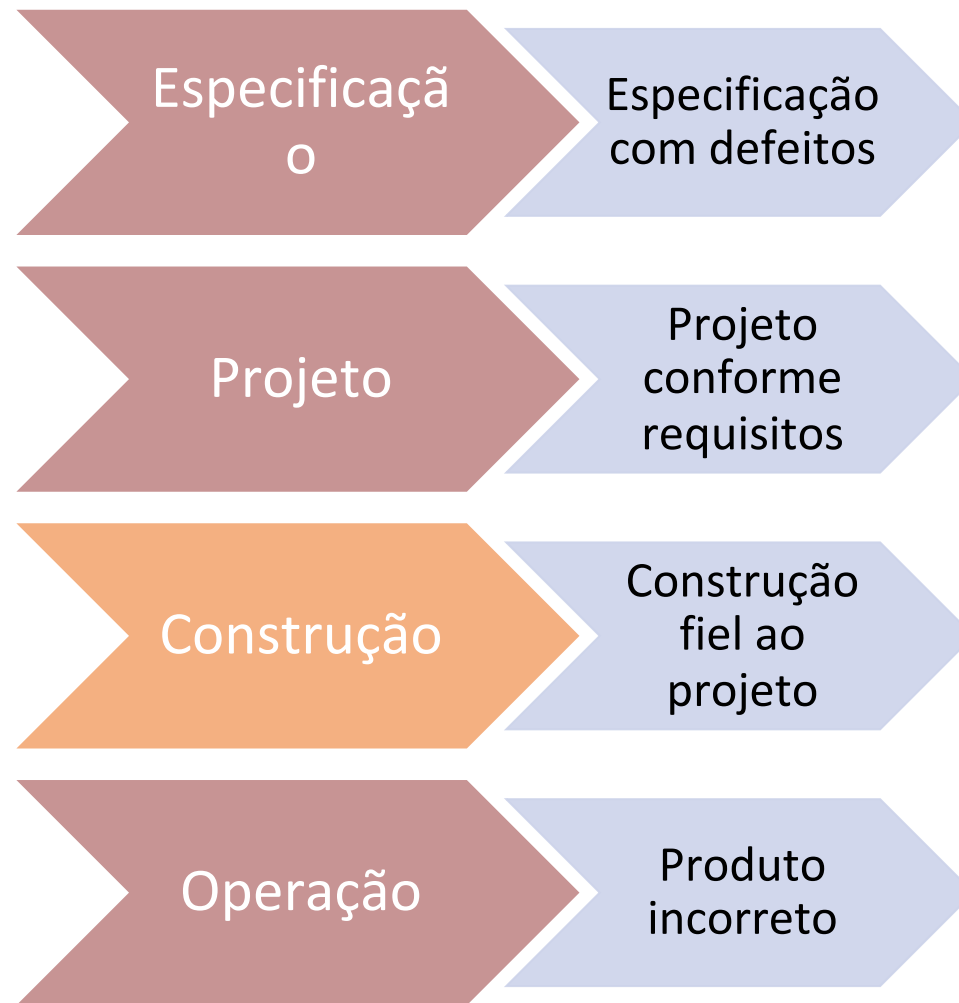 Especificaçã
o
Especificação
com defeitos
Projeto
Projeto
conforme
requisitos
Construção
Construção
fiel ao
projeto
Operação
Produto
incorreto